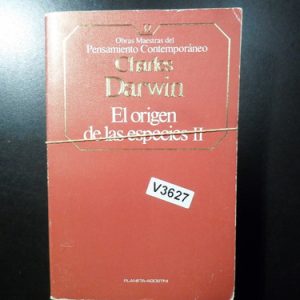 Obras Maestras del
Pensamiento Contemporáneo
Charles
Darwin
El origen
de las especies II
V3627
PLANETA-AGOSTINI